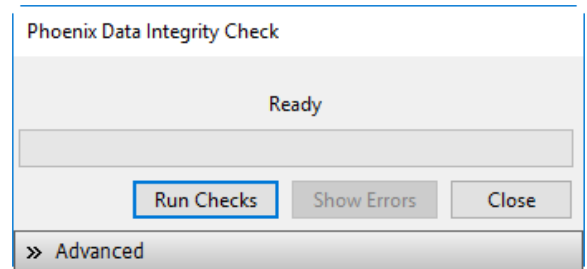 Phoenix Data Integrity Check
Ready
Run Checks Show Errors Close
» Advanced